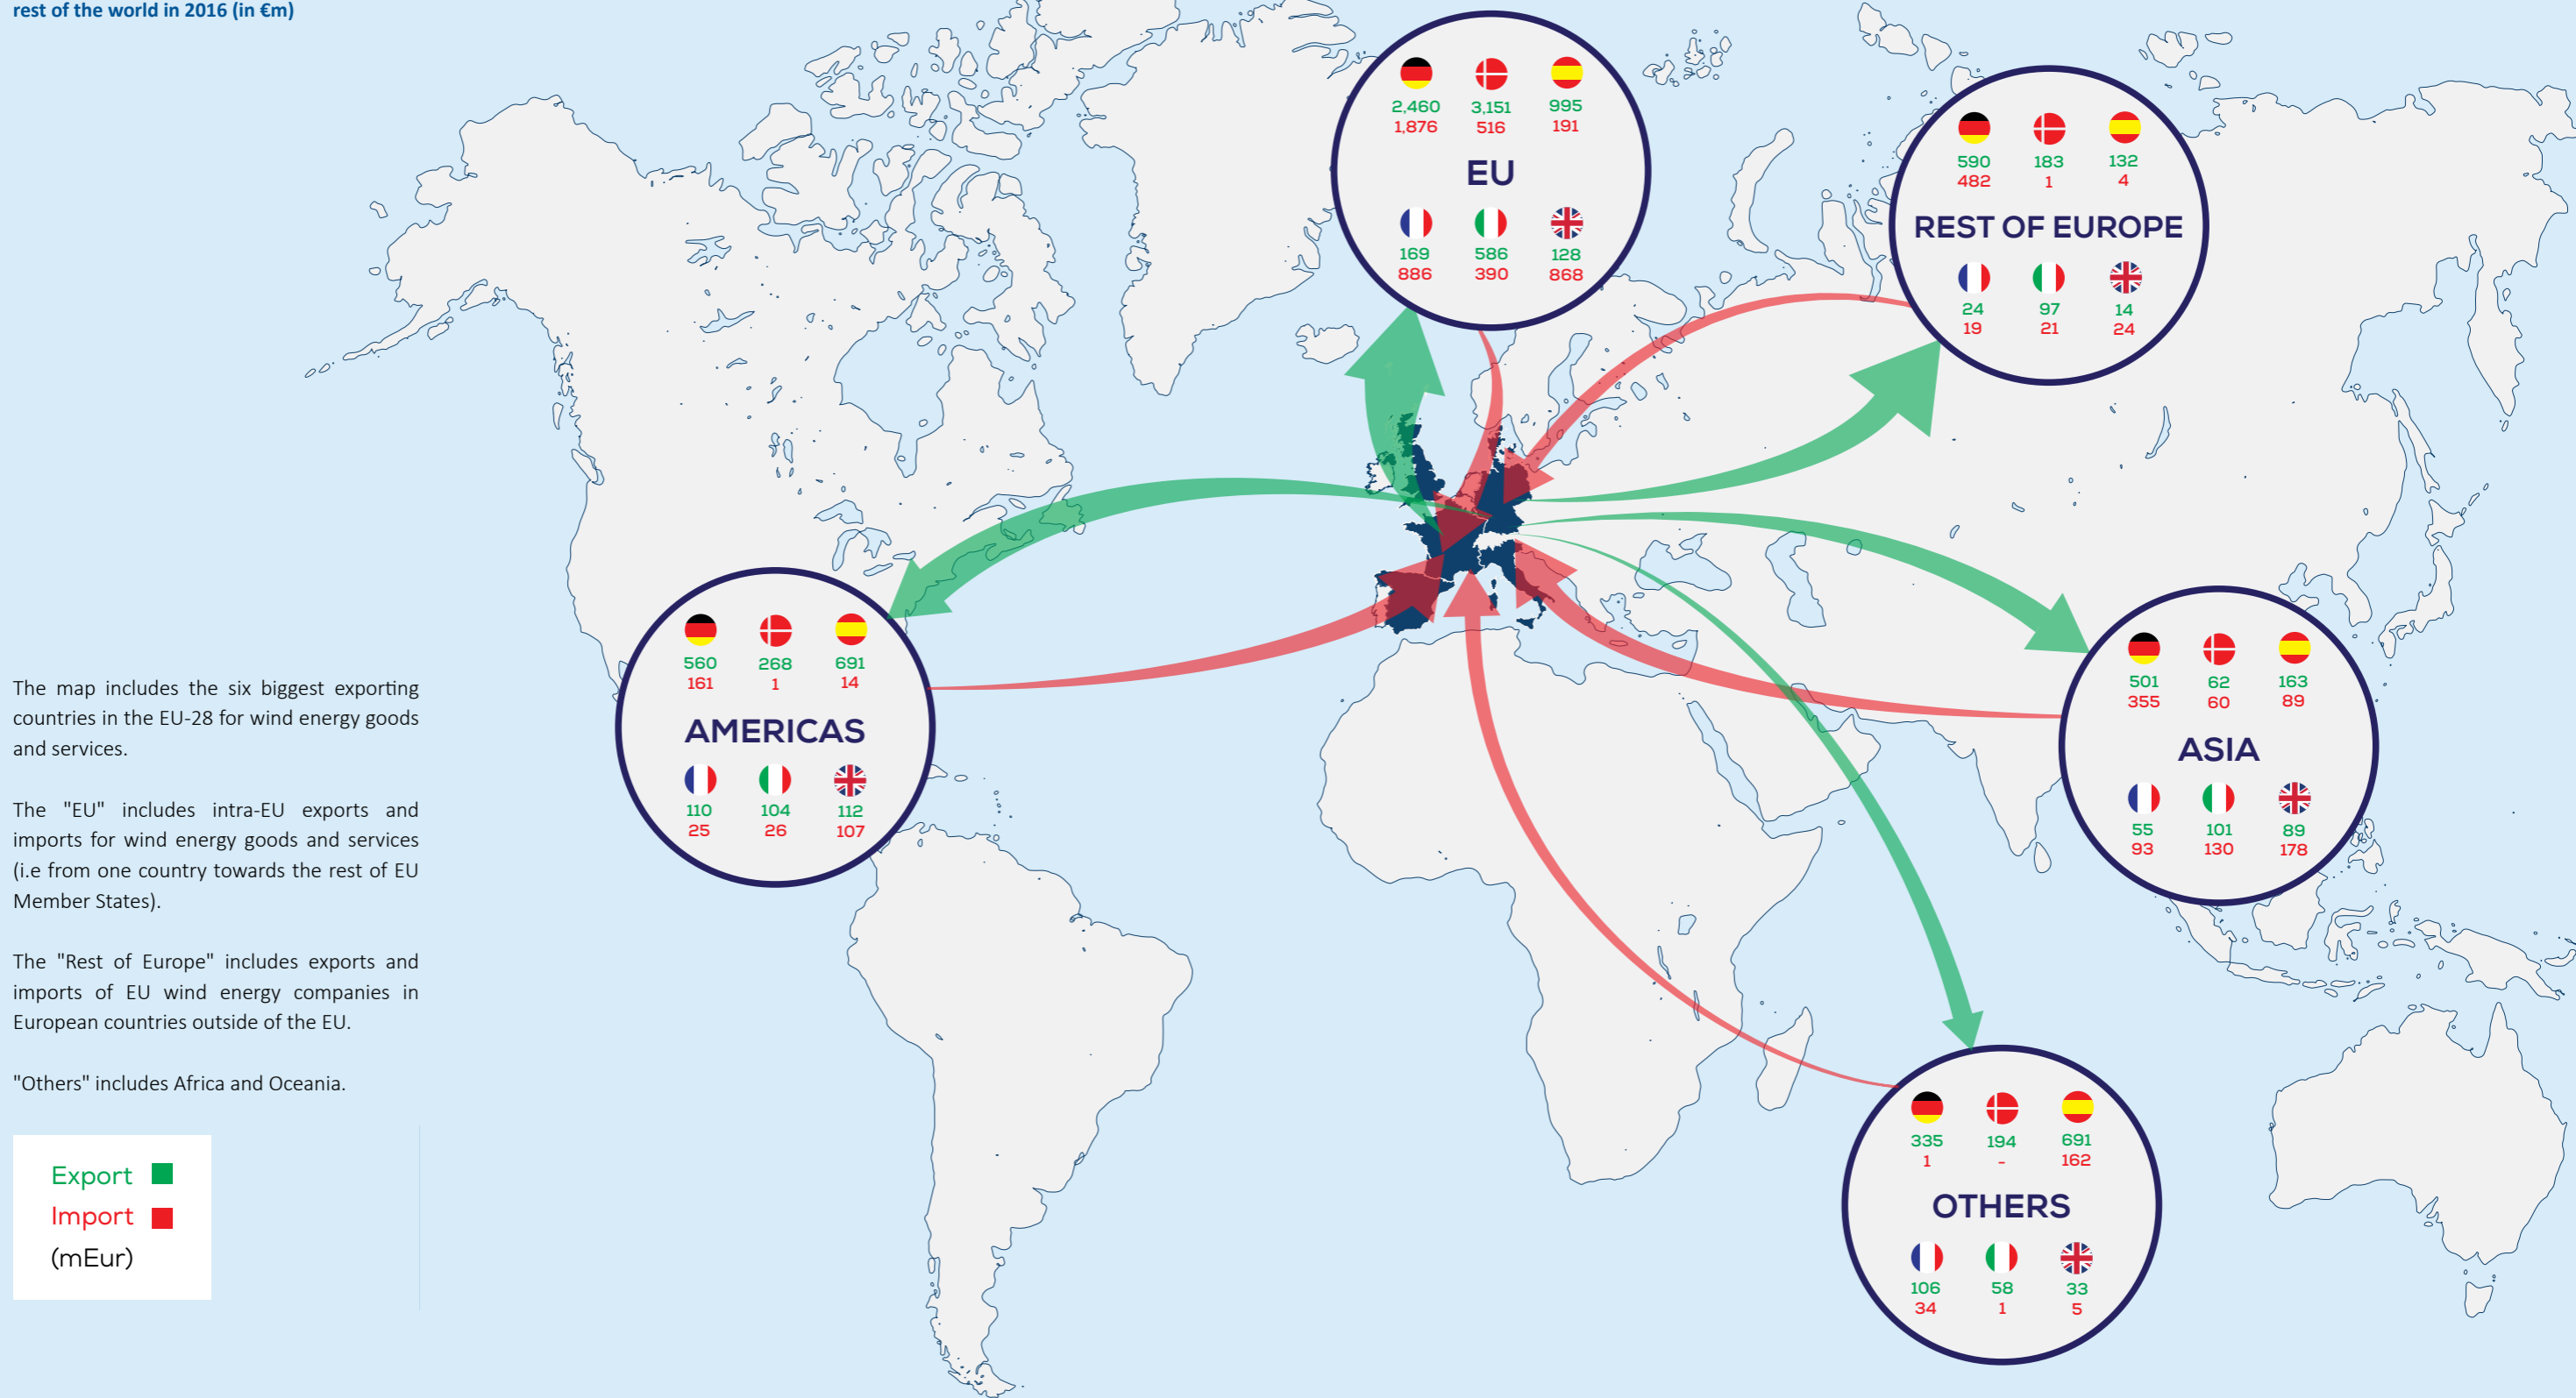 rest of the world in 2016 (in €m)
2,460 3,151 995
1,876 516 191
EU
169 586 128
886 390 868
590 183 132
482 1 4
REST OF EUROPE
24 97 14
19 21 24
560 268 691
161 1 14
AMERICAS
110 104 112
25 26 107
501 62 163
355 60 89
ASIA
55 101 89
93 130 178
335 194 691
1 - 162
OTHERS
106 58 33
34 1 5
The map includes the six biggest exporting
countries in the EU-28 for wind energy goods
and services.
The "EU" includes intra-EU exports and
imports for wind energy goods and services
(i.e from one country towards the rest of EU
Member States).
The "Rest of Europe" includes exports and
imports of EU wind energy companies in
European countries outside of the EU.
"Others" includes Africa and Oceania.
Export
Import
(mEur)